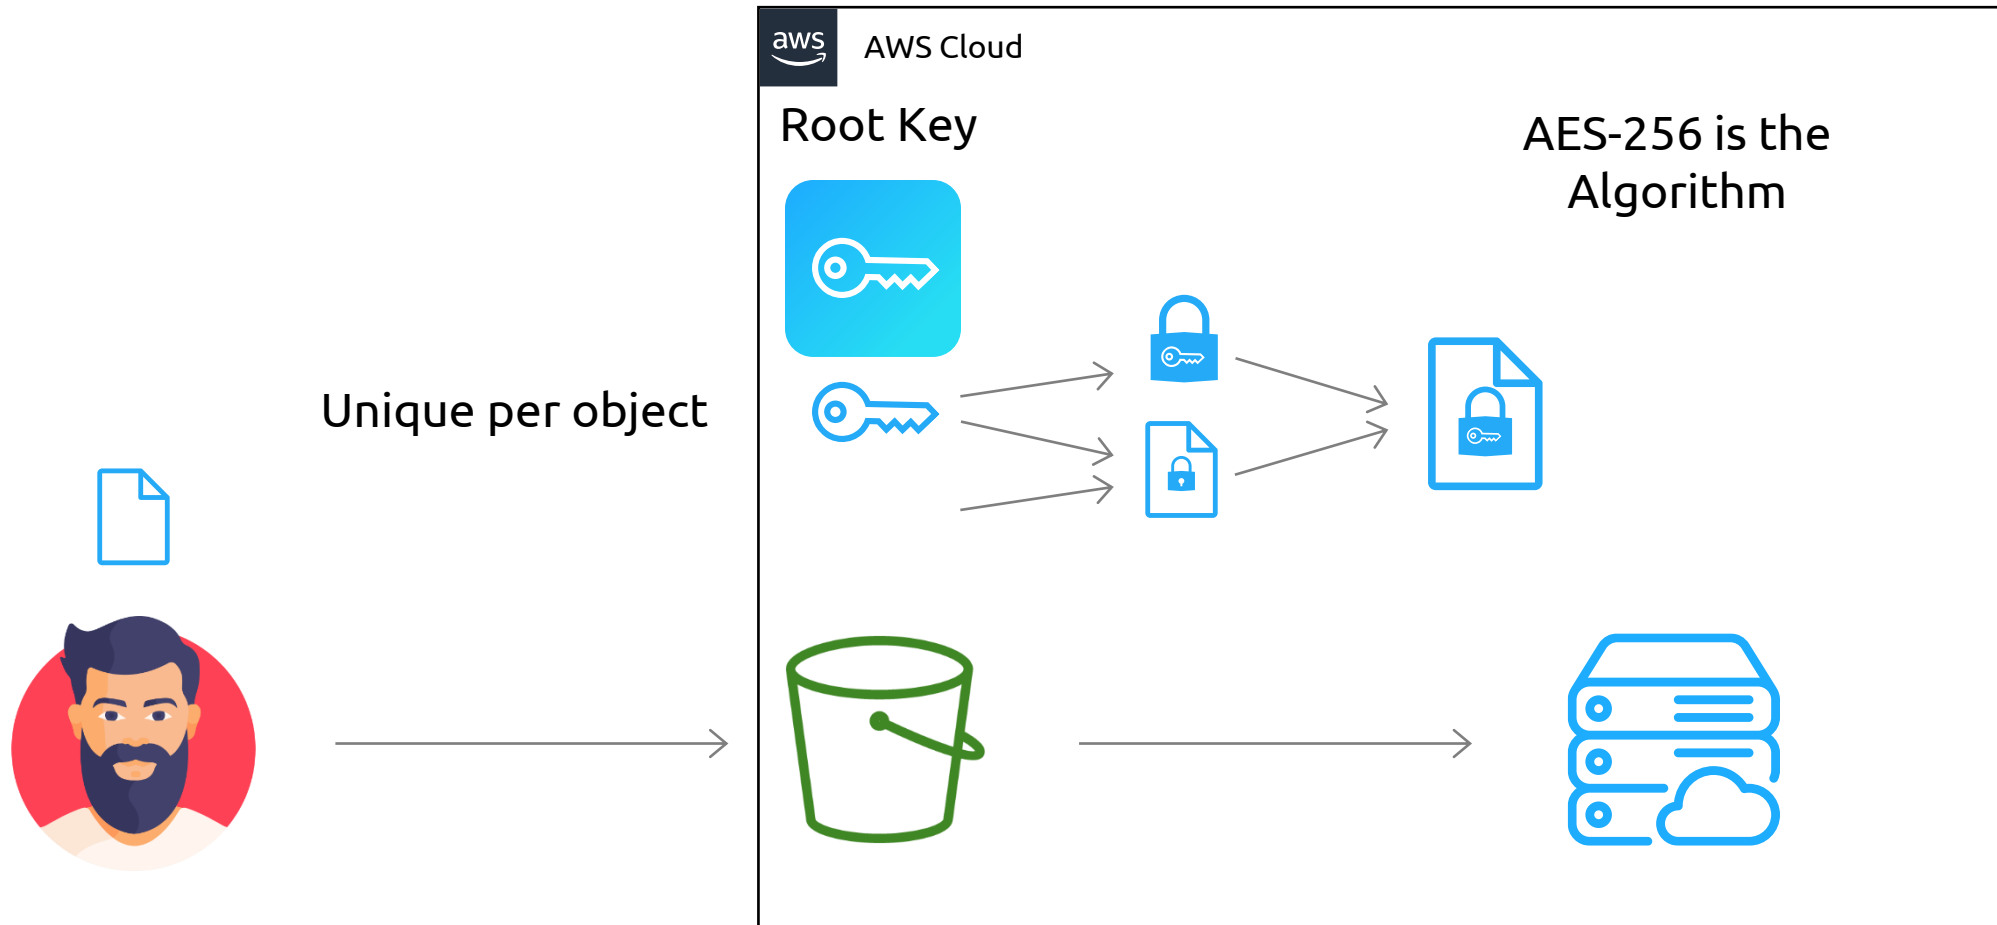 aws
AWS Cloud
Root Key
AES-256 is the
Algorithm
Unique per object